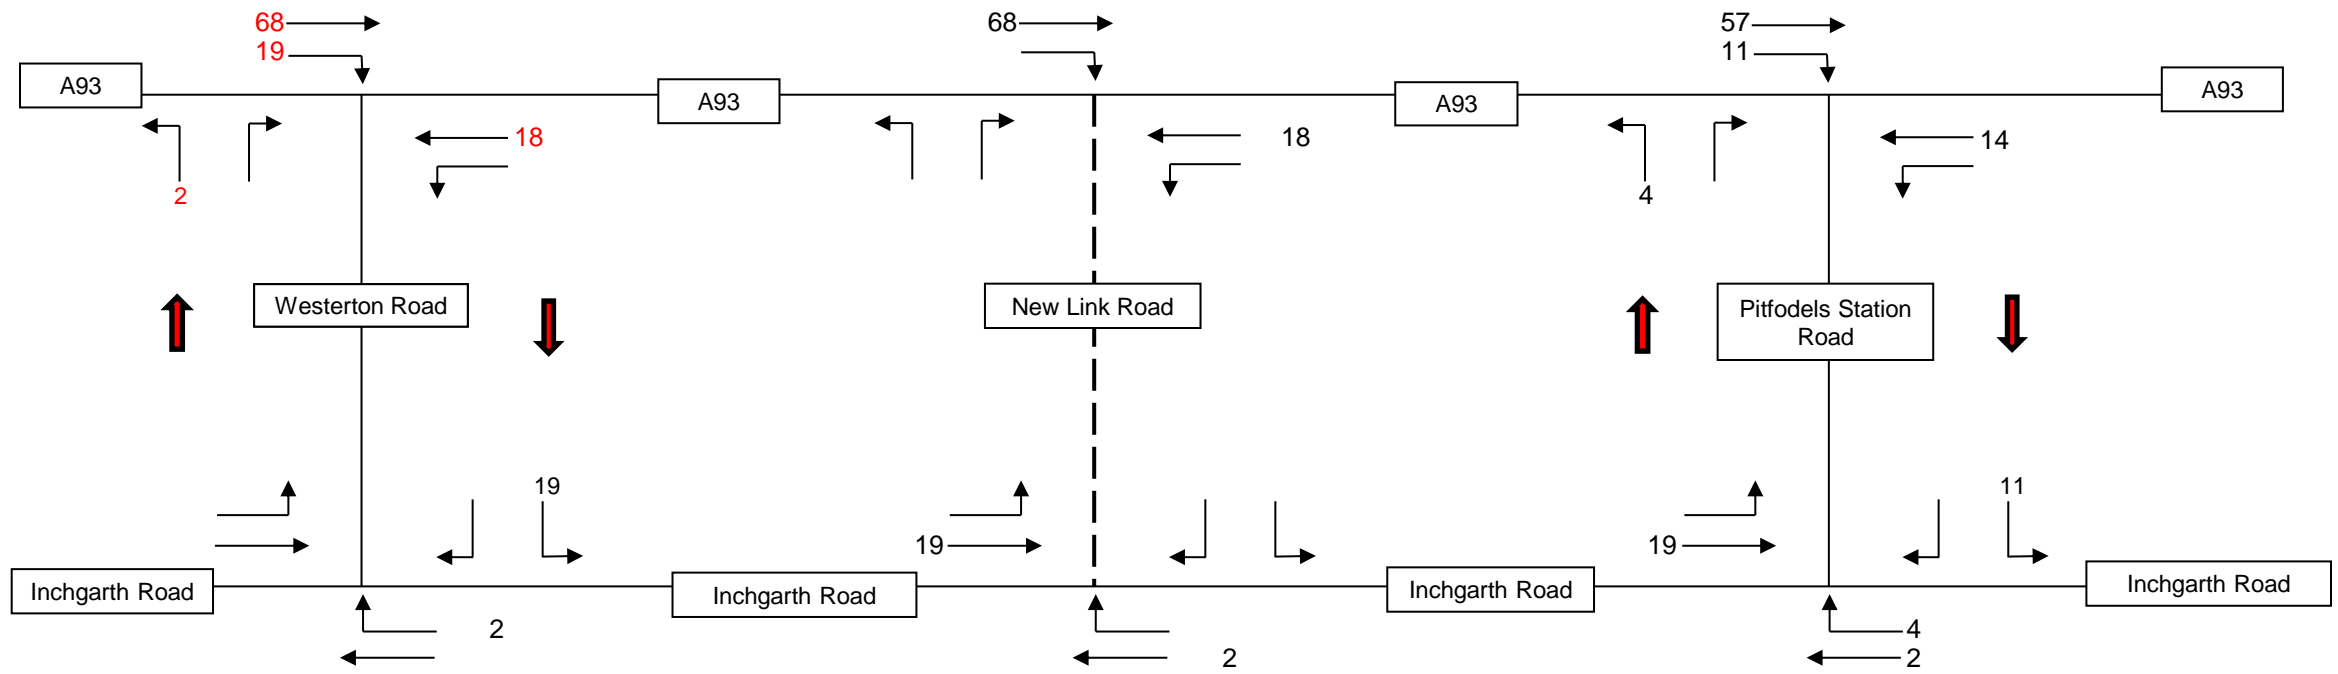 68 68 57
19 11
A93 A93 A93 A93
18 18 14
2 4
Westerton Road New Link Road Pitfodels Station
Road
19 11
19 19
Inchgarth Road Inchgarth Road Inchgarth Road Inchgarth Road
2 4
2 2